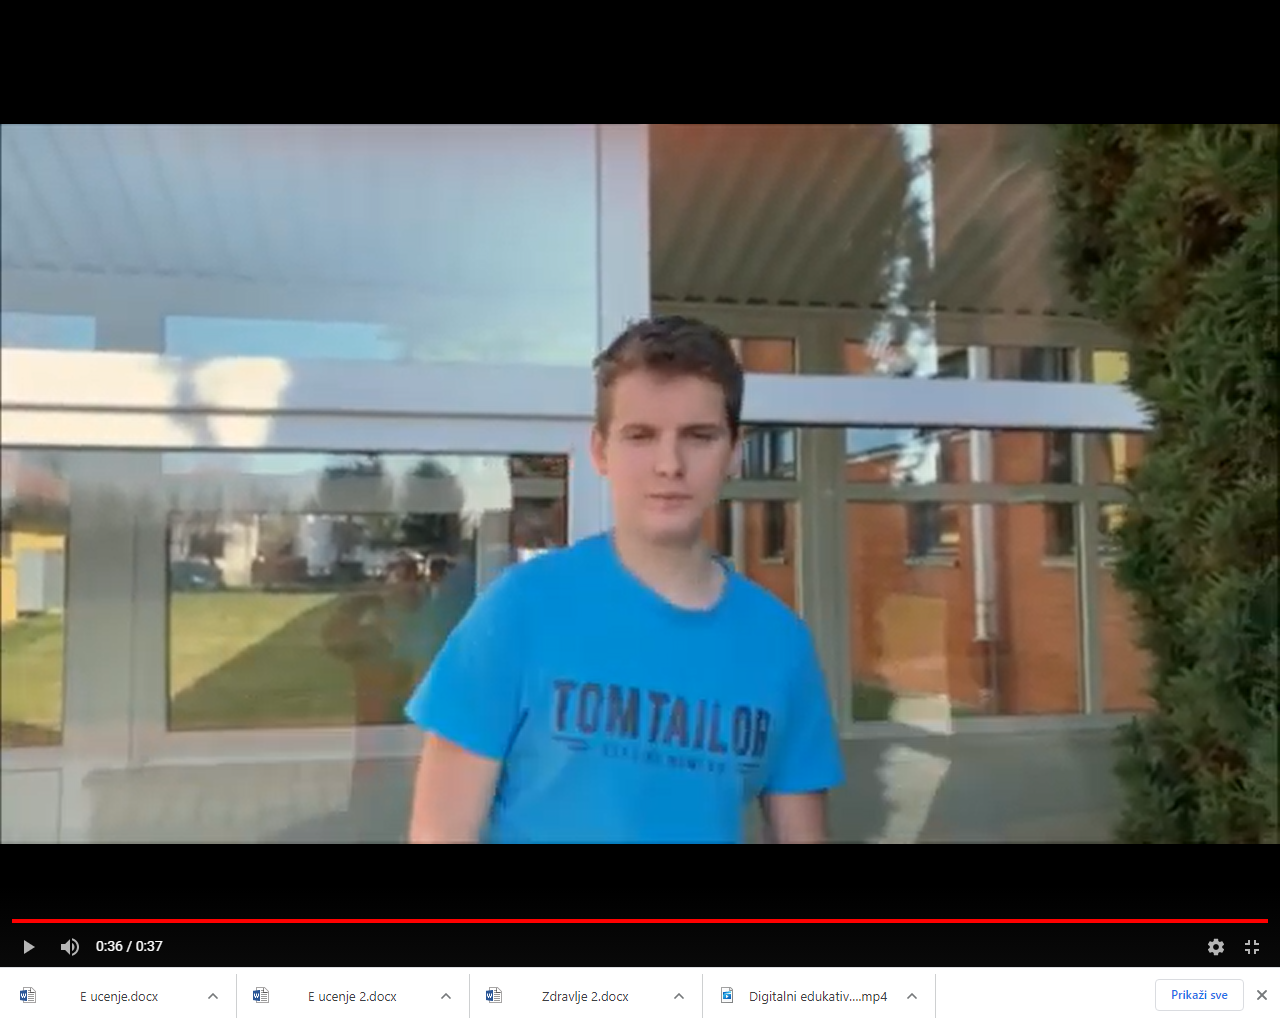 TOM TAILOR
0:36 / 0:37
E ucenje.docx
E ucenje 2.docx
Zdravlje 2.docx
Digitalni edukativ....mp4
Prikaži sve